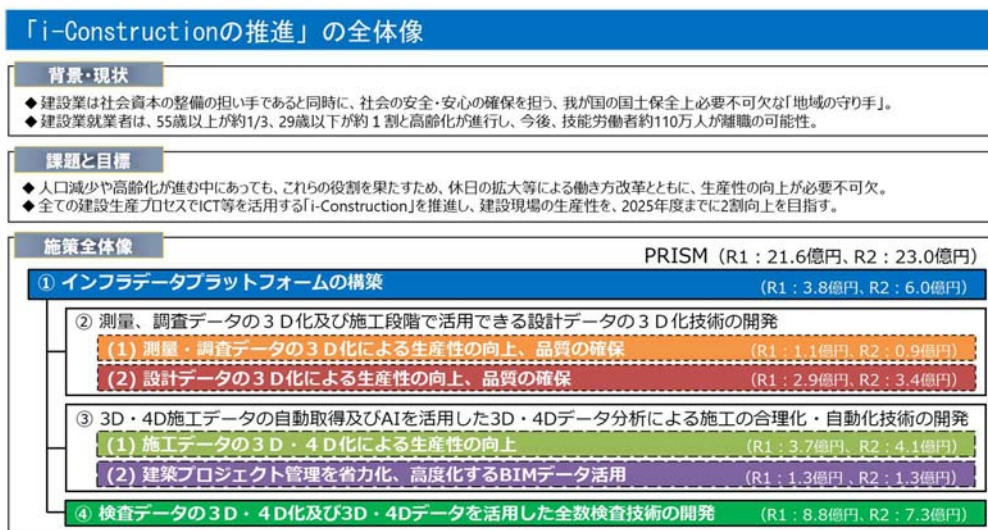 「i-Constructionの推進」の全体像
背景・現状
◆ 建設業は社会資本の整備の担い手であると同時に、社会の安全・安心の確保を担う、我が国の国土保全上必要不可欠な「地域の守り手」。
◆ 建設業就業者は、55歳以上が約1/3、29歳以下が約1割と高齢化が進行し、今後、技能労働者約110万人が離職の可能性。
課題と目標
◆ 人口減少や高齢化が進む中にあっても、これらの役割を果たすため、休日の拡大等による働き方改革とともに、生産性の向上が必要不可欠。
◆ 全ての建設生産プロセスでICT等を活用する「i-Construction」を推進し、建設現場の生産性を、2025年度までに2割向上を目指す。
施策全体像
PRISM（R1：21.6億円、R2：23.0億円）
① インフラデータプラットフォームの構築 （R1：3.8億円、R2：6.0億円）
② 測量、調査データの３Ｄ化及び施工段階で活用できる設計データの３Ｄ化技術の開発
(1) 測量・調査データの３Ｄ化による生産性の向上、品質の確保 （R1：1.1億円、R2：0.9億円）
(2) 設計データの３Ｄ化による生産性の向上、品質の確保 （R1：2.9億円、R2：3.4億円）
③ 3D・4D施工データの自動取得及びAIを活用した3D・4Dデータ分析による施工の合理化・自動化技術の開発
(1) 施工データの３Ｄ・４Ｄ化による生産性の向上 （R1：3.7億円、R2：4.1億円）
(2) 建築プロジェクト管理を省力化、高度化するBIMデータ活用 （R1：1.3億円、R2：1.3億円）
④ 検査データの３Ｄ・４Ｄ化及び3D・4Dデータを活用した全数検査技術の開発 （R1：8.8億円、R2：7.3億円）